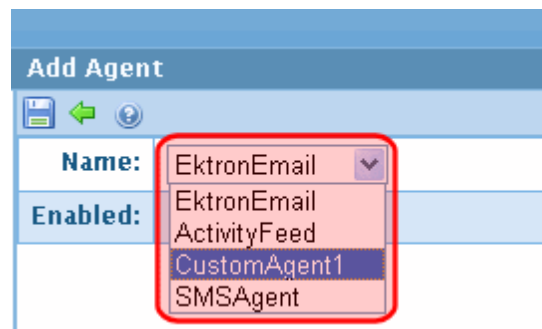 Add Agent
Name: EktronEmail
Enabled: EktronEmail
ActivityFeed
CustomAgent1
SMSAgent